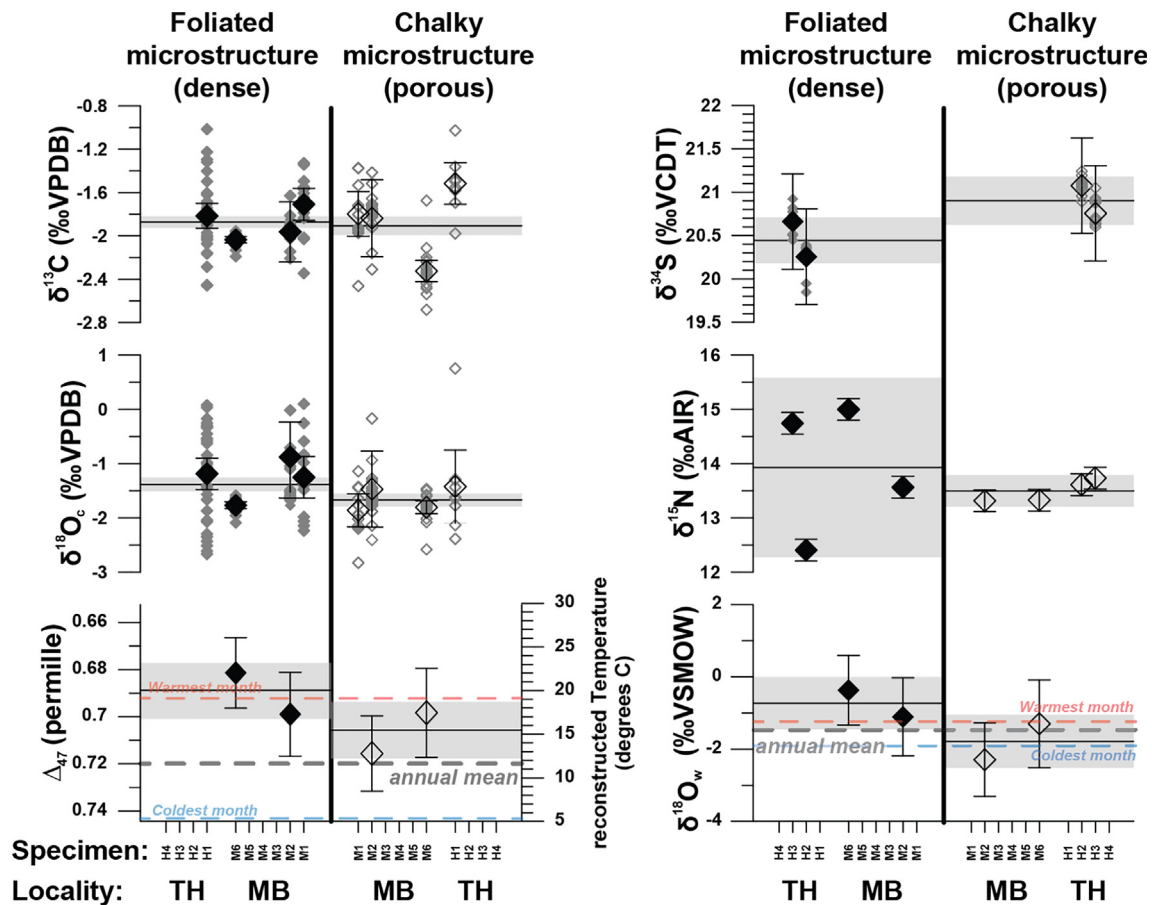 Foliated
microstructure
(dense)
Chalky
microstructure
(porous)
Foliated
microstructure
(dense)
Chalky
microstructure
(porous)
δ13C (‰VPDB)
-0.8
-1.2
-1.6
-2
-2.4
-2.8
δ34S (‰VCDT)
22
21.5
21
20.5
20
19.5
δ18Oc (‰VPDB)
1
0
-1
-2
-3
δ15N (‰AIR)
16
15
14
13
12
Δ47 (permille)
0.66
0.68
0.7
0.72
0.74
Warmest month
annual mean
Coldest month
30
25
20
15
10
5
reconstructed Temperature
(degrees C)
δ18Ow (‰VSMOW)
2
0
-2
-4
Warmest month
annual mean
Coldest month
Specimen: H4 H3 H2 H1 M6 M5 M4 M3 M2 M1 M1 M2 M3 M4 M5 M6 H1 H2 H3 H4
H4 H3 H2 H1 M6 M5 M4 M3 M2 M1 M1 M2 M3 M4 M5 M6 H1 H2 H3 H4
Locality: TH MB MB TH
TH MB MB TH